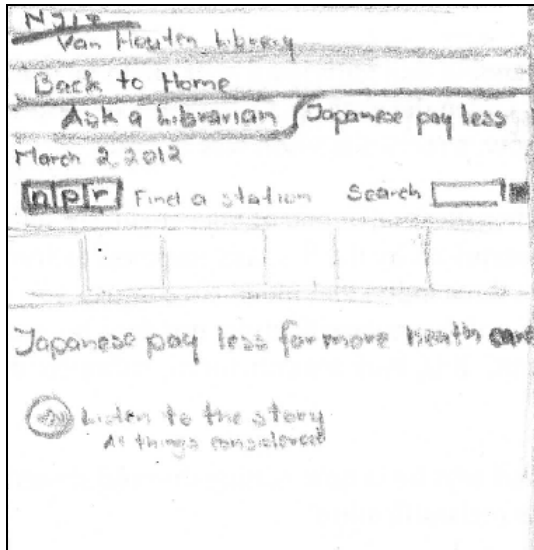 NJIT
Van Houten Library
Back to Home
Ask a Librarian Japanese pay less
March 2, 2012
npr Find a station Search
Japanese pay less for more heath care
Listen to the story
All things considered